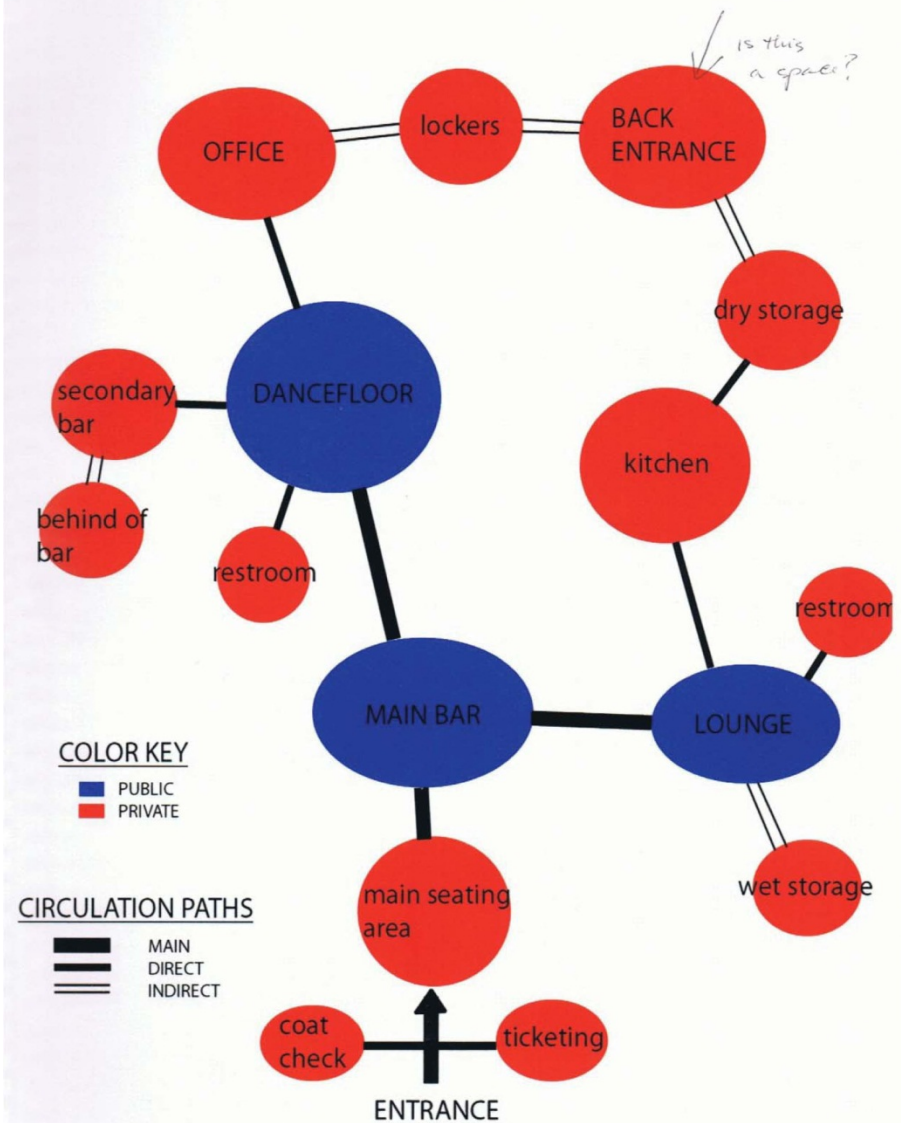 Is this
a space?
OFFICE
lockers
BACK
ENTRANCE
dry storage
DANCEFLOOR
secondary
bar
kitchen
behind of
bar
restroom
restroom
MAIN BAR
LOUNGE
COLOR KEY
PUBLIC
PRIVATE
main seating
area
wet storage
CIRCULATION PATHS
MAIN
DIRECT
INDIRECT
coat
check
ticketing
ENTRANCE